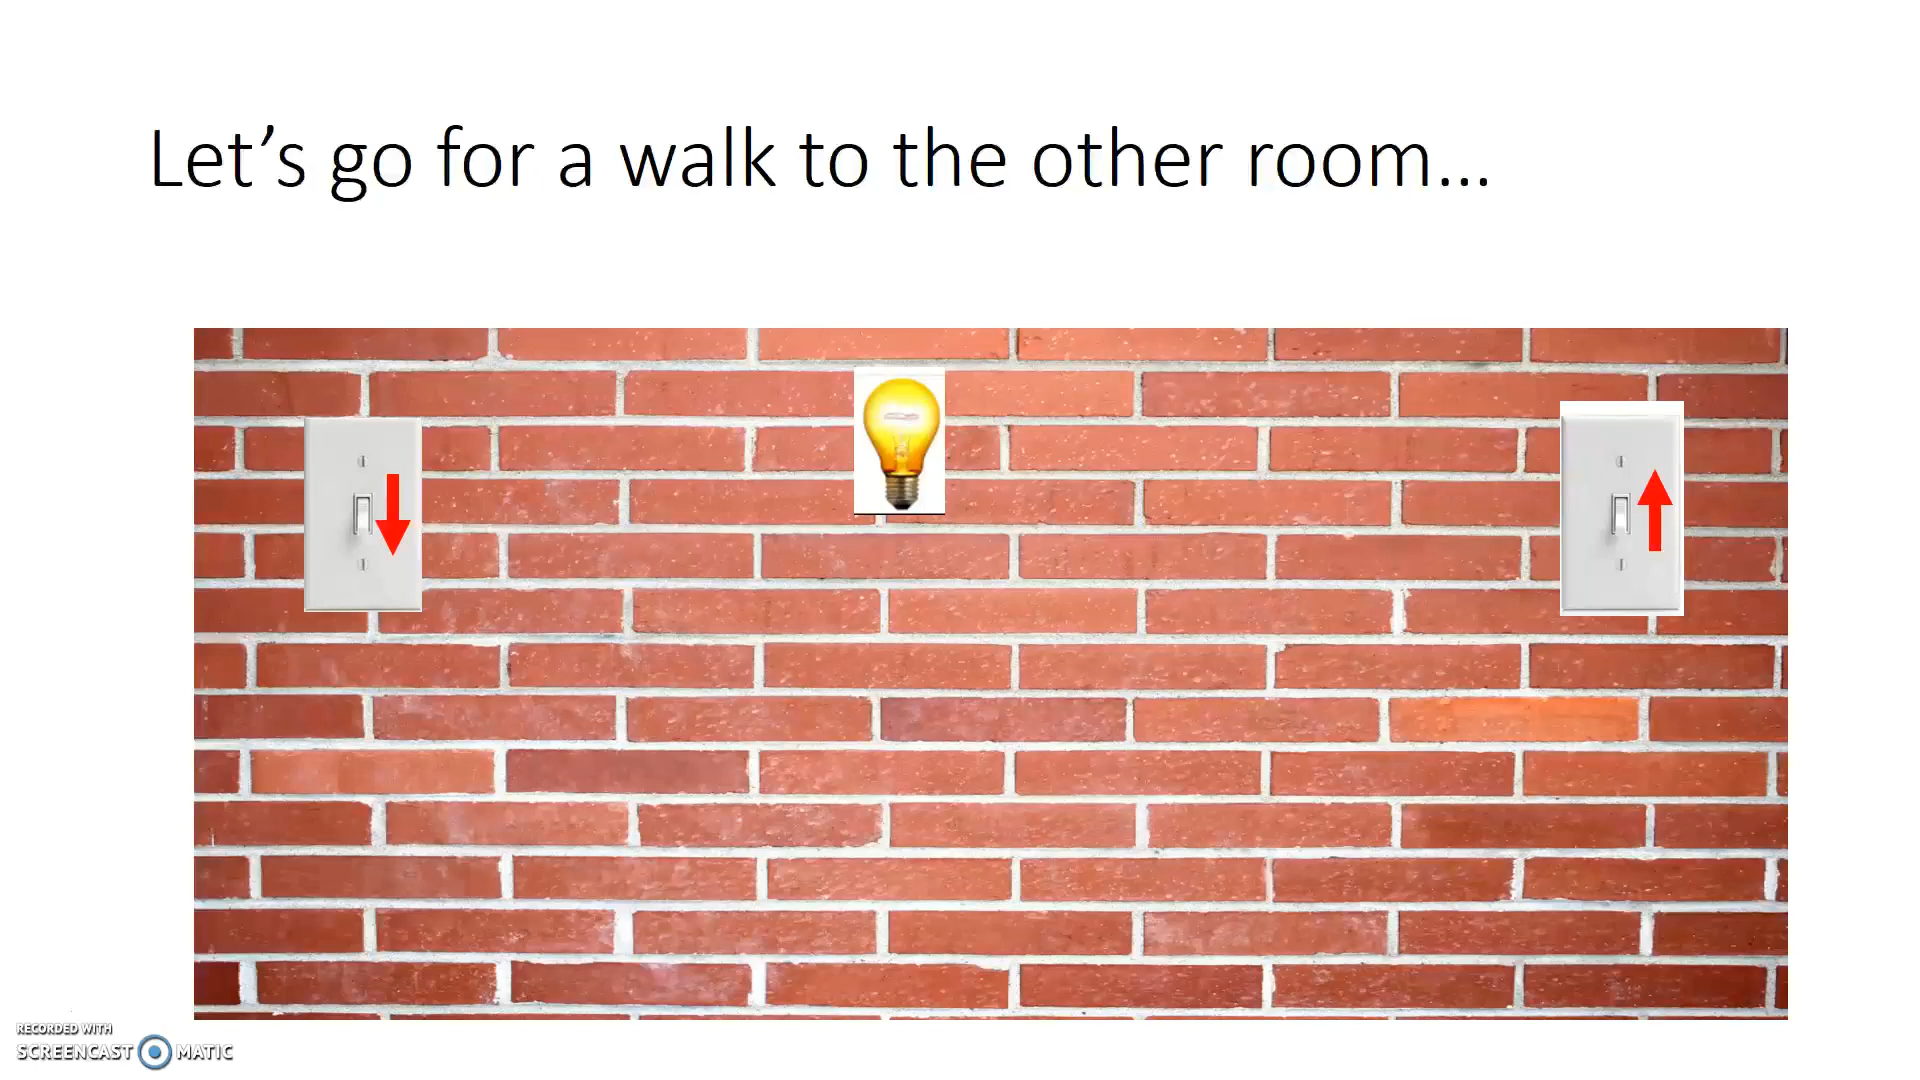 Let’s go for a walk to the other room…
RECORDED WITH
SCREENCAST MATIC